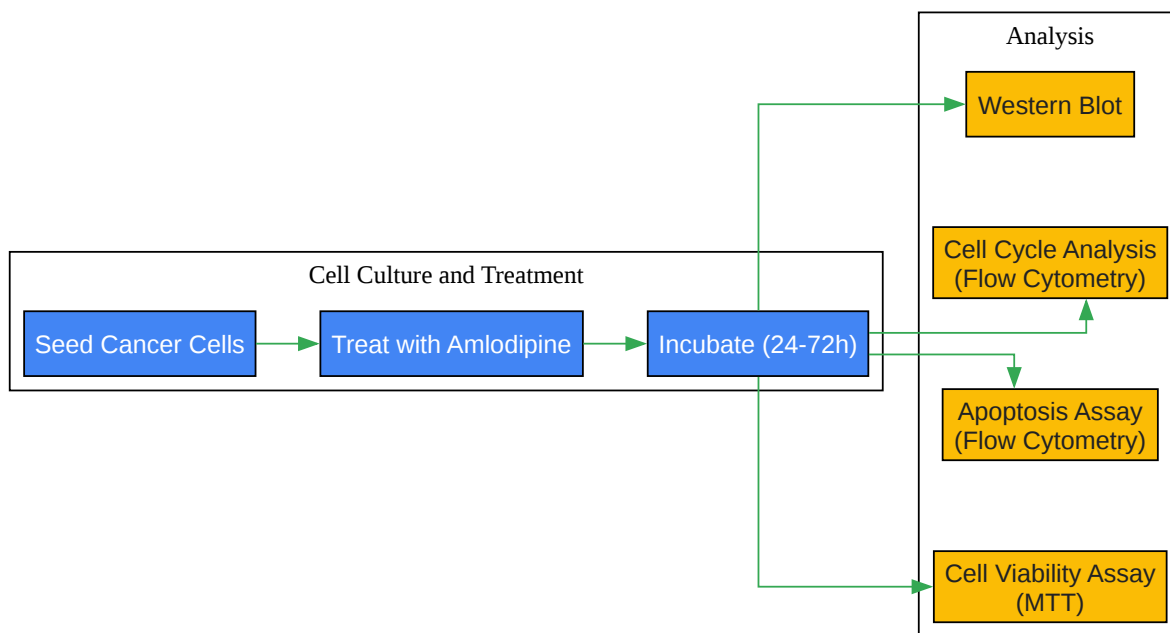 Analysis
Western Blot
Cell Cycle Analysis
(Flow Cytometry)
Cell Culture and Treatment
Seed Cancer Cells
Treat with Amlodipine
Incubate (24-72h)
Apoptosis Assay
(Flow Cytometry)
Cell Viability Assay
(MTT)